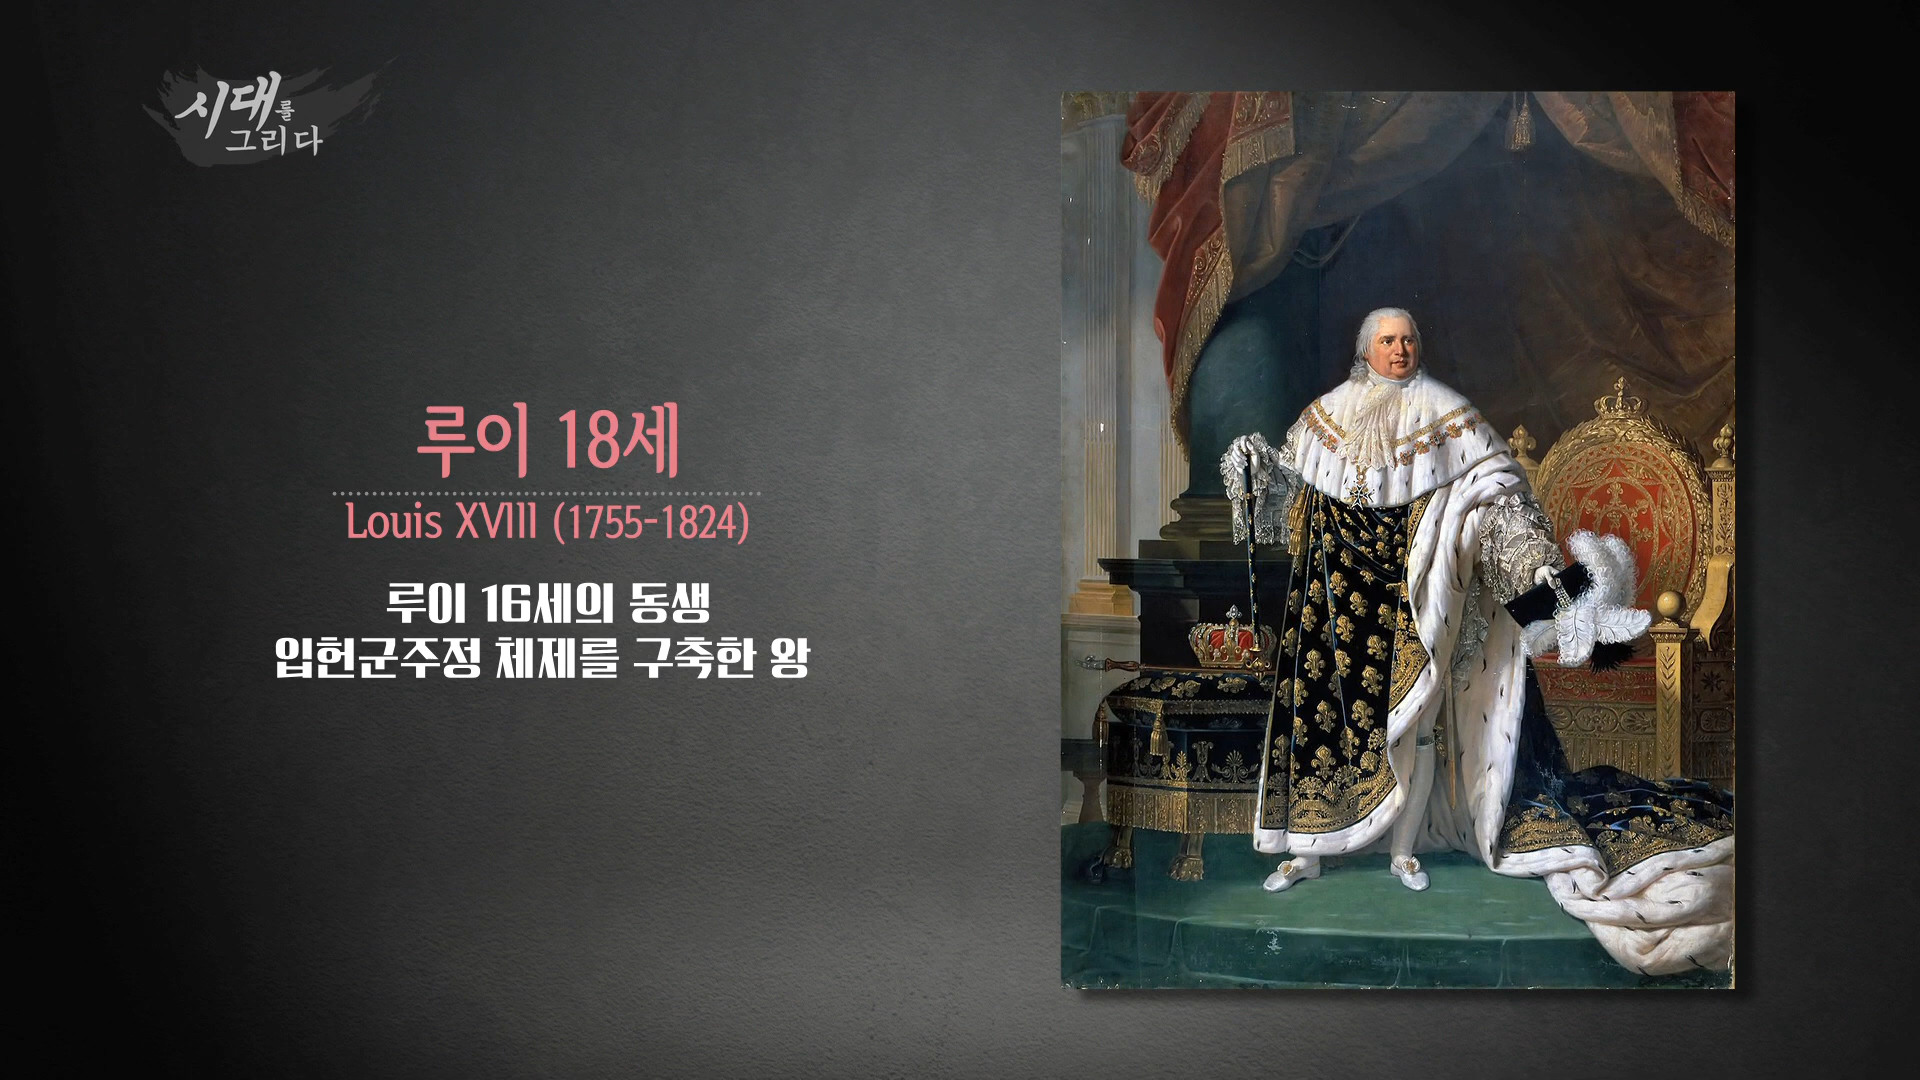 시대를
그리다
루이 18세
Louis XVIII (1755-1824)
루이 16세의 동생
입헌군주정 체제를 구축한 왕